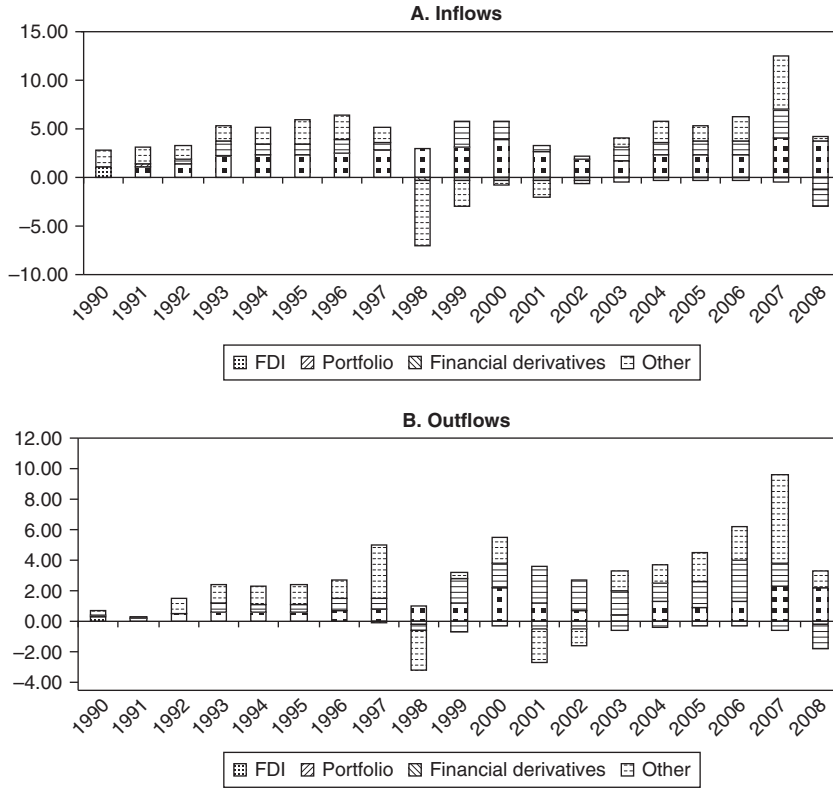 A. Inflows
15.00
10.00
5.00
0.00
–5.00
–10.00
1990 1991 1992 1993 1994 1995 1996 1997 1998 1999 2000 2001 2002 2003 2004 2005 2006 2007 2008
FDI Portfolio Financial derivatives Other
B. Outflows
12.00
10.00
8.00
6.00
4.00
2.00
0.00
–2.00
–4.00
1990 1991 1992 1993 1994 1995 1996 1997 1998 1999 2000 2001 2002 2003 2004 2005 2006 2007 2008
FDI Portfolio Financial derivatives Other